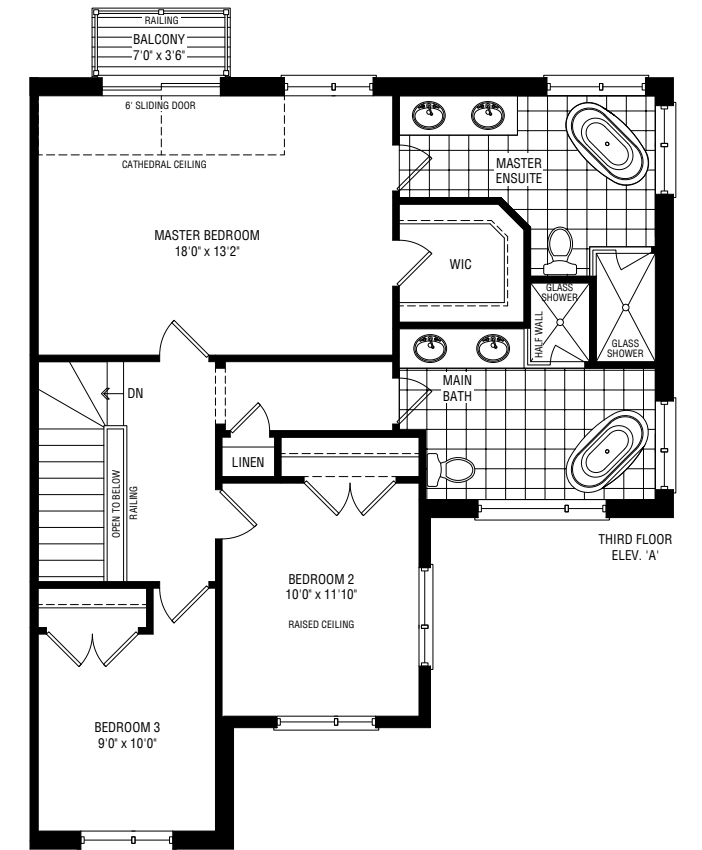 RAILING
BALCONY
7'0" x 3'6"
6' SLIDING DOOR
CATHEDRAL CEILING
MASTER
ENSUITE
MASTER BEDROOM
18'0" x 13'2"
WIC
GLASS
SHOWER
HALF WALL
GLASS
SHOWER
DN
MAIN
BATH
LINEN
OPEN TO BELOW
RAILING
THIRD FLOOR
ELEV. 'A'
BEDROOM 2
10'0" x 11'10"
RAISED CEILING
BEDROOM 3
9'0" x 10'0"